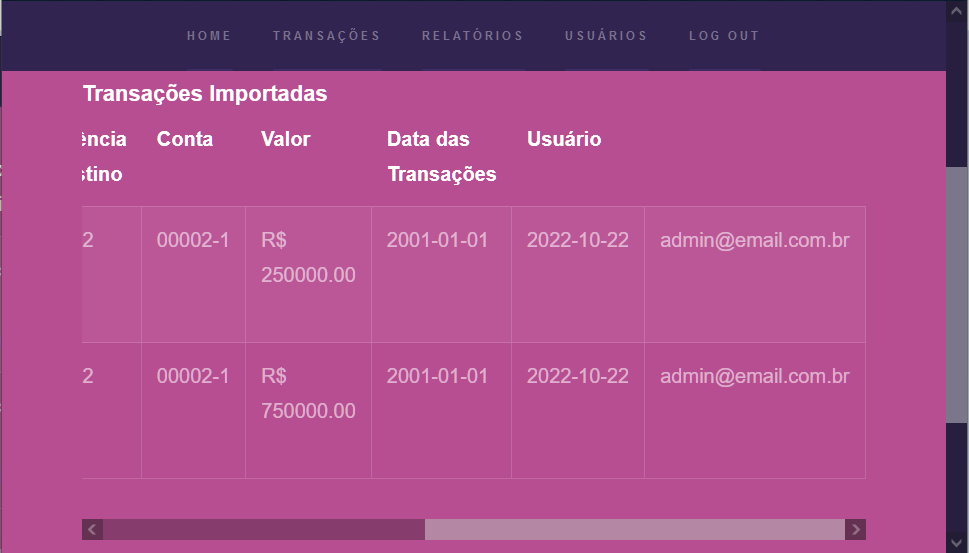 HOME TRANSAÇÕES RELATÓRIOS USUÁRIOS LOG OUT
Transações Importadas
ência Conta Valor Data das Usuário
stino Transações
2 00002-1 R$ 2001-01-01 2022-10-22 admin@email.com.br
250000.00
2 00002-1 R$ 2001-01-01 2022-10-22 admin@email.com.br
750000.00